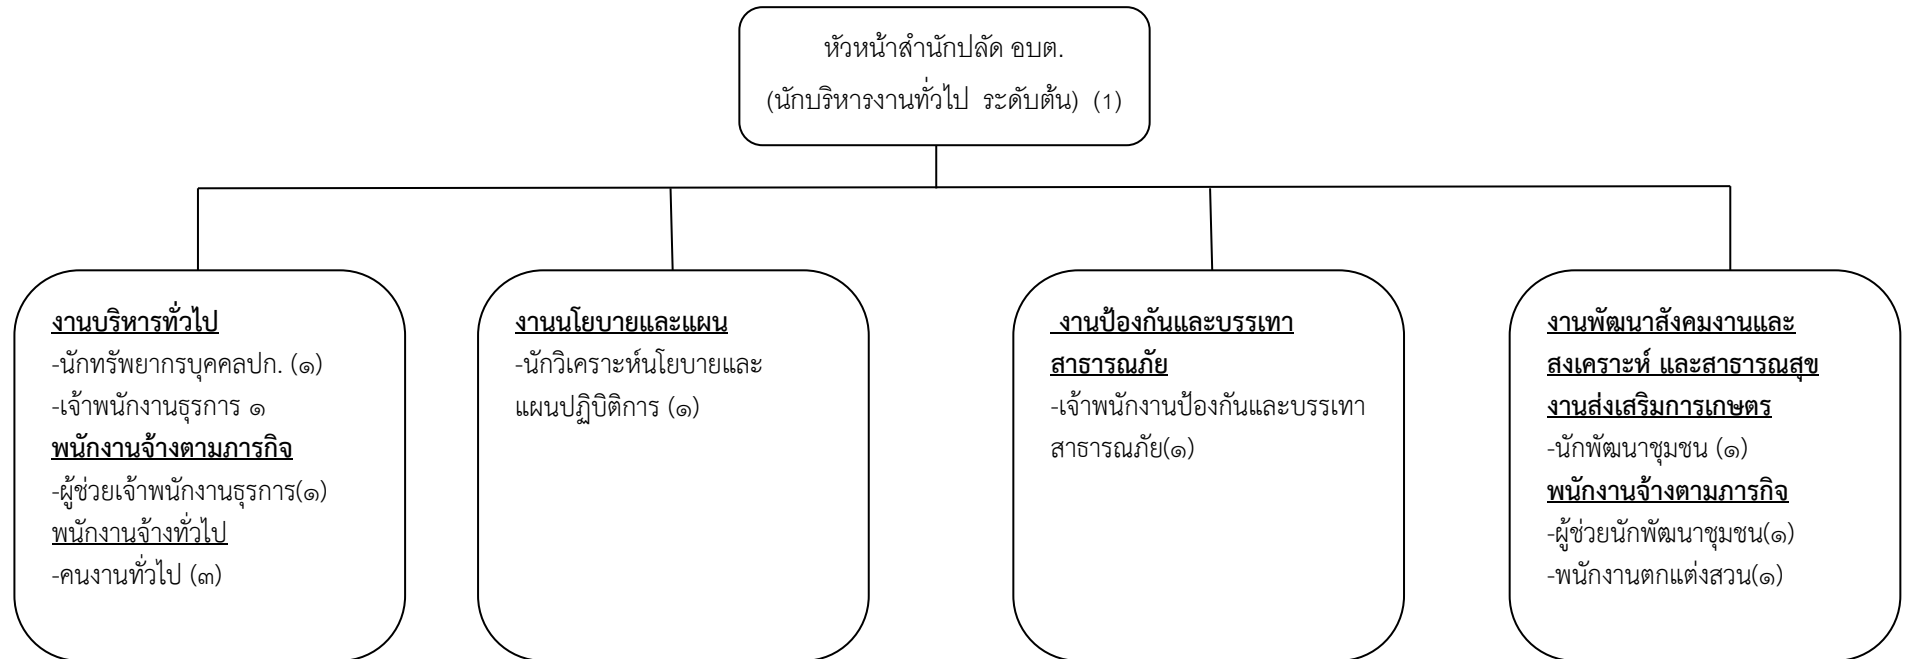 หัวหน้าสำนักปลัด อบต.
(นักบริหารงานทั่วไป ระดับต้น) (1)
งานบริหารทั่วไป
-นักทรัพยากรบุคคลปก. (๑)
-เจ้าพนักงานธุรการ ๑
พนักงานจ้างตามภารกิจ
-ผู้ช่วยเจ้าพนักงานธุรการ(๑)
พนักงานจ้างทั่วไป
-คนงานทั่วไป (๓)
งานนโยบายและแผน
-นักวิเคราะห์นโยบายและ
แผนปฏิบัติการ (๑)
งานป้องกันและบรรเทา
สาธารณภัย
-เจ้าพนักงานป้องกันและบรรเทา
สาธารณภัย(๑)
งานพัฒนาสังคมงานและ
สงเคราะห์ และสาธารณสุข
งานส่งเสริมการเกษตร
-นักพัฒนาชุมชน (๑)
พนักงานจ้างตามภารกิจ
-ผู้ช่วยนักพัฒนาชุมชน(๑)
-พนักงานตกแต่งสวน(๑)